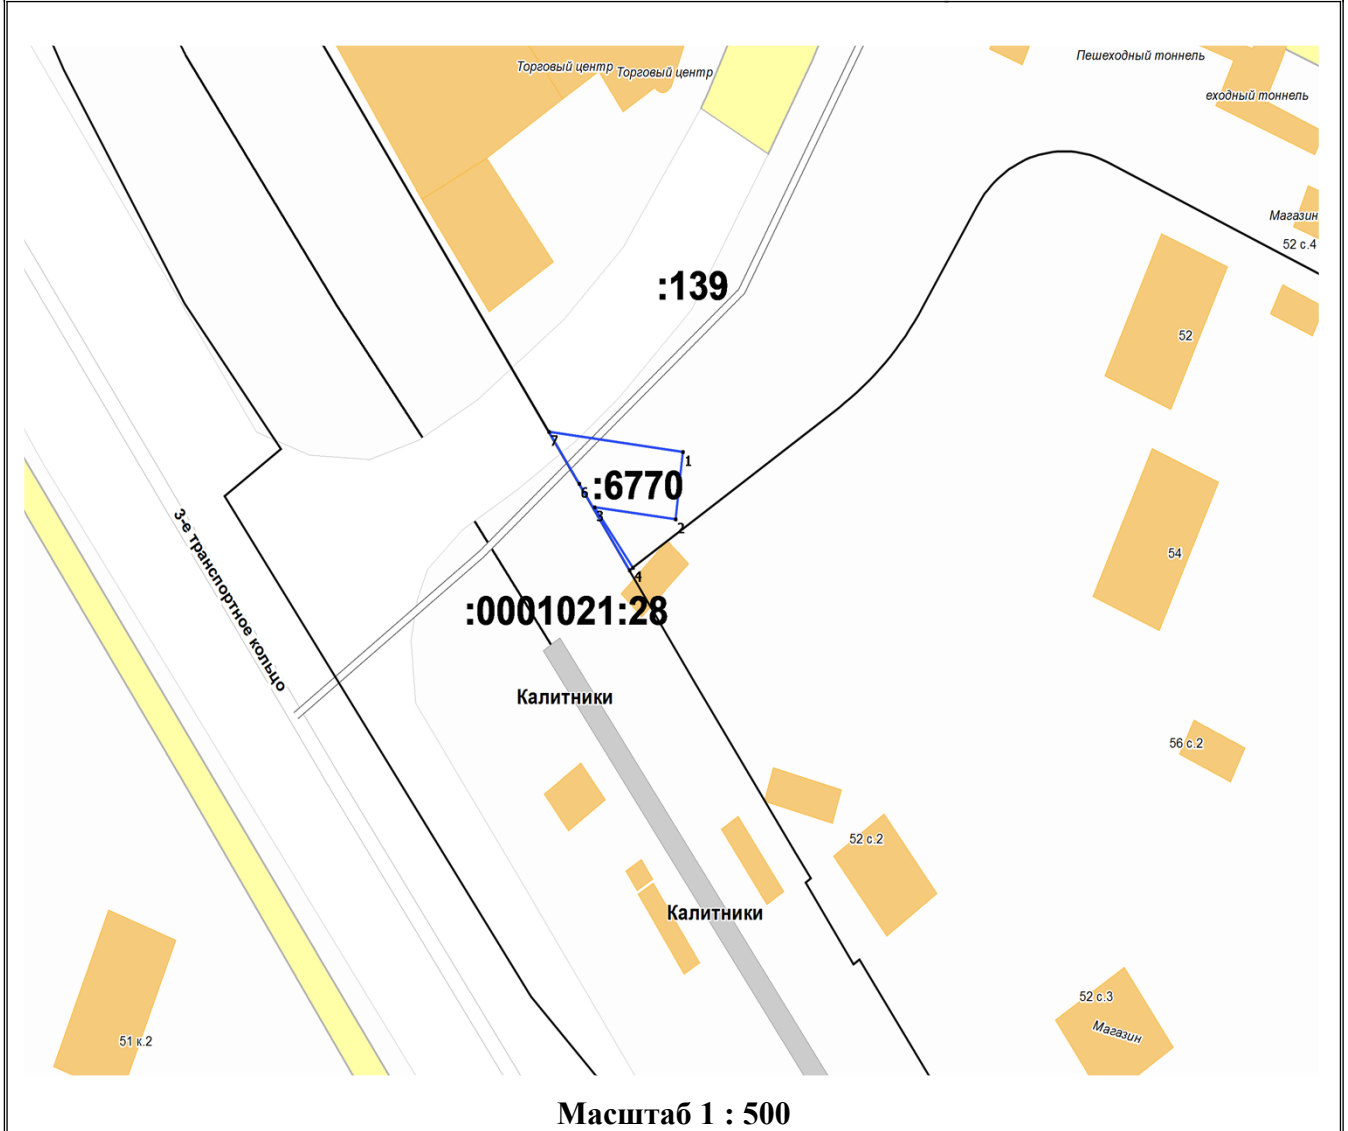 Пешеходный тоннель
Торговый центр
Торговый центр
еходный тоннель
Магазин
52 с.4
:139
52
7
1
6
:6770
3
2
54
4
3-е транспортное кольцо
:0001021:28
Калитники
56 с.2
52 с.2
Калитники
52 с.3
Магазин
51 к.2
Масштаб 1 : 500